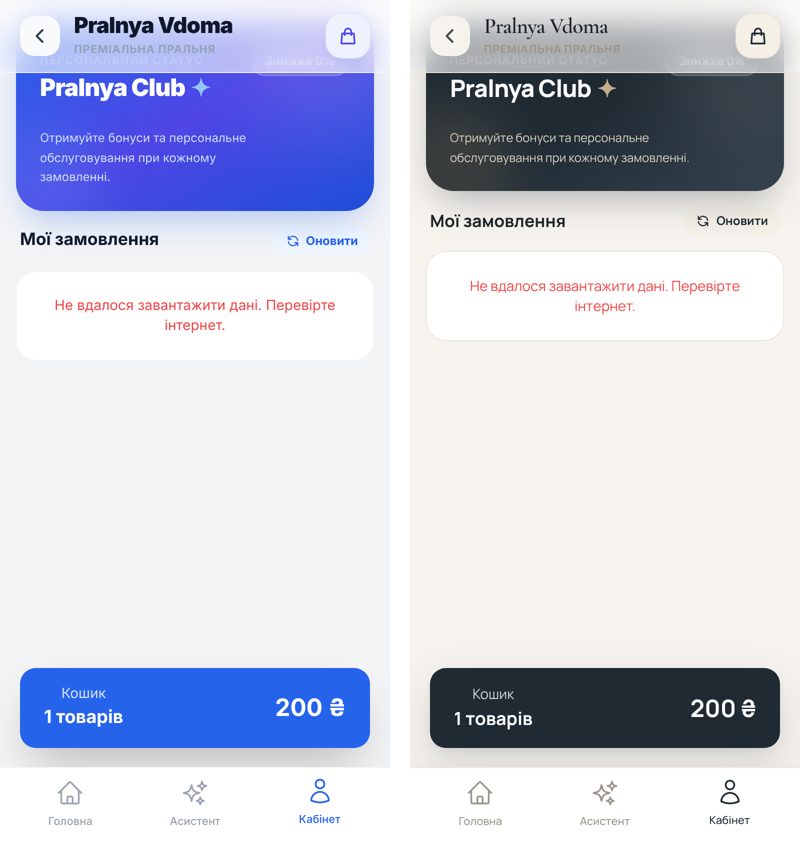 Pralnya Vdoma
ПРЕМІАЛЬНА ПРАЛЬНЯ
ПЕРСОНАЛЬНИЙ СТАТУС
Знижка 0%
Pralnya Club
Отримуйте бонуси та персональне
обслуговування при кожному
замовленні.
Мої замовлення
Оновити
Не вдалося завантажити дані. Перевірте
інтернет.
Кошик
1 товарів
200 ₴
Головна
Асистент
Кабінет
Pralnya Vdoma
ПРЕМІАЛЬНА ПРАЛЬНЯ
ПЕРСОНАЛЬНИЙ СТАТУС
Знижка 0%
Pralnya Club
Отримуйте бонуси та персональне
обслуговування при кожному замовленні.
Мої замовлення
Оновити
Не вдалося завантажити дані. Перевірте
інтернет.
Кошик
1 товарів
200 ₴
Головна
Асистент
Кабінет